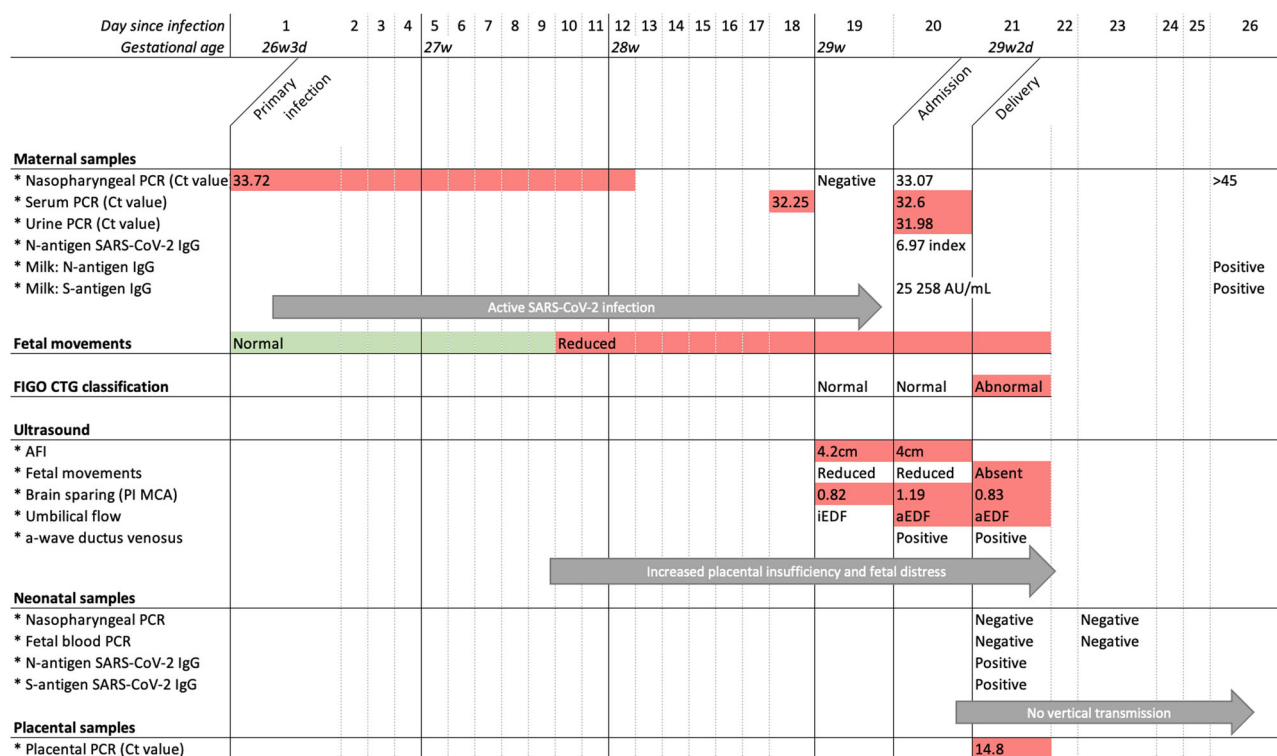 Day since infection 1 2 3 4 5 6 7 8 9 10 11 12 13 14 15 16 17 18 19 20 21 22 23 24 25 26
Gestational age 26w3d 27w 28w 29w 29w2d
Primary infection
Admission
Delivery
Maternal samples
* Nasopharyngeal PCR (Ct value 33.72 Negative 33.07 >45
* Serum PCR (Ct value) 32.25 32.6
* Urine PCR (Ct value) 31.98
* N-antigen SARS-CoV-2 IgG 6.97 index
* Milk: N-antigen IgG Positive
* Milk: S-antigen IgG 25 258 AU/mL Positive
Active SARS-CoV-2 infection
Fetal movements Normal Reduced
FIGO CTG classification Normal Normal Abnormal
Ultrasound
* AFI 4.2cm 4cm
* Fetal movements Reduced Reduced Absent
* Brain sparing (PI MCA) 0.82 1.19 0.83
* Umbilical flow iEDF aEDF aEDF
* a-wave ductus venosus Positive Positive
Increased placental insufficiency and fetal distress
Neonatal samples
* Nasopharyngeal PCR Negative Negative
* Fetal blood PCR Negative Negative
* N-antigen SARS-CoV-2 IgG Positive
* S-antigen SARS-CoV-2 IgG Positive
No vertical transmission
Placental samples
* Placental PCR (Ct value) 14.8